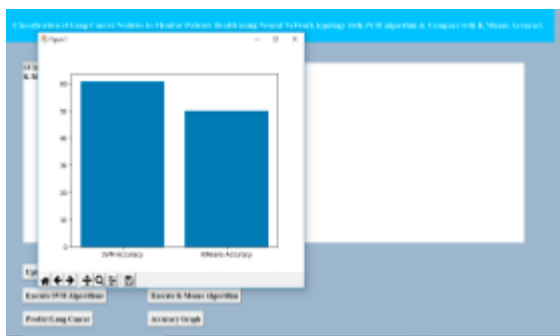 Classification of Lung Cancer Nodules to Monitor Patients Health using Neural Network topology with SVM algorithm & Compare with K-Means Accuracy
Figure 1
60
50
40
30
20
10
0
SVM Accuracy
KMeans Accuracy
Execute SVM Algorithms
Execute K-Means Algorithm
Predict Lung Cancer
Accuracy Graph